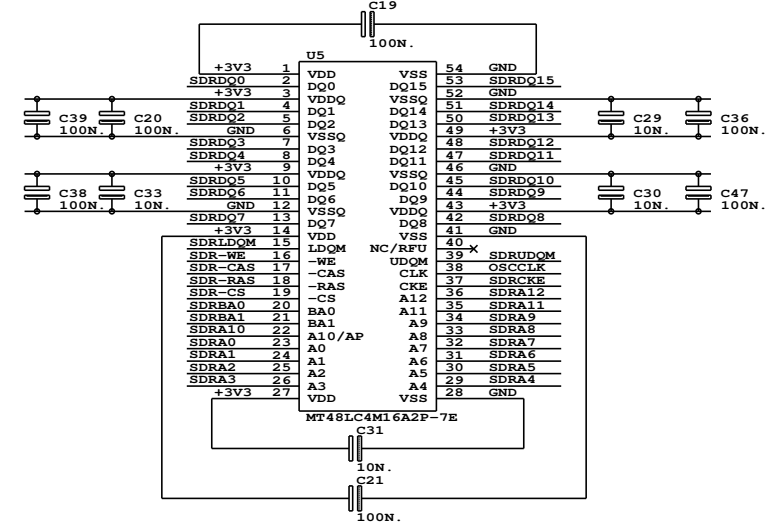 C19
100N.
U5
+3V3 1 VDD VSS 54 GND
SDRDQ0 2 DQ0 DQ15 53 SDRDQ15
+3V3 3 VDDQ VSSQ 52 GND
SDRDQ1 4 DQ1 DQ14 51 SDRDQ14
SDRDQ2 5 DQ2 DQ13 50 SDRDQ13
GND 6 VSSQ VDDQ 49 +3V3
SDRDQ3 7 DQ3 DQ12 48 SDRDQ12
SDRDQ4 8 DQ4 DQ11 47 SDRDQ11
+3V3 9 VDDQ VSSQ 46 GND
SDRDQ5 10 DQ5 DQ10 45 SDRDQ10
SDRDQ6 11 DQ6 DQ9 44 SDRDQ9
GND 12 VSSQ VDDQ 43 +3V3
SDRDQ7 13 DQ7 DQ8 42 SDRDQ8
+3V3 14 VDD VSS 41 GND
SDRLDQM 15 LDQM NC/RFU 40
SDR-WE 16 -WE UDQM 39 SDRUDQM
SDR-CAS 17 -CAS CLK 38 OSCCLK
SDR-RAS 18 -RAS CKE 37 SDRCKE
SDR-CS 19 -CS A12 36 SDRA12
SDRBA0 20 BA0 A11 35 SDRA11
SDRBA1 21 BA1 A9 34 SDRA9
SDRA10 22 A10/AP A8 33 SDRA8
SDRA0 23 A0 A7 32 SDRA7
SDRA1 24 A1 A6 31 SDRA6
SDRA2 25 A2 A5 30 SDRA5
SDRA3 26 A3 A4 29 SDRA4
+3V3 27 VDD VSS 28 GND
MT48LC4M16A2P-7E
C39 C20 C29 C36
100N. 100N. 10N. 100N.
C38 C33 C30 C47
100N. 10N. 10N. 100N.
C31
10N.
C21
100N.